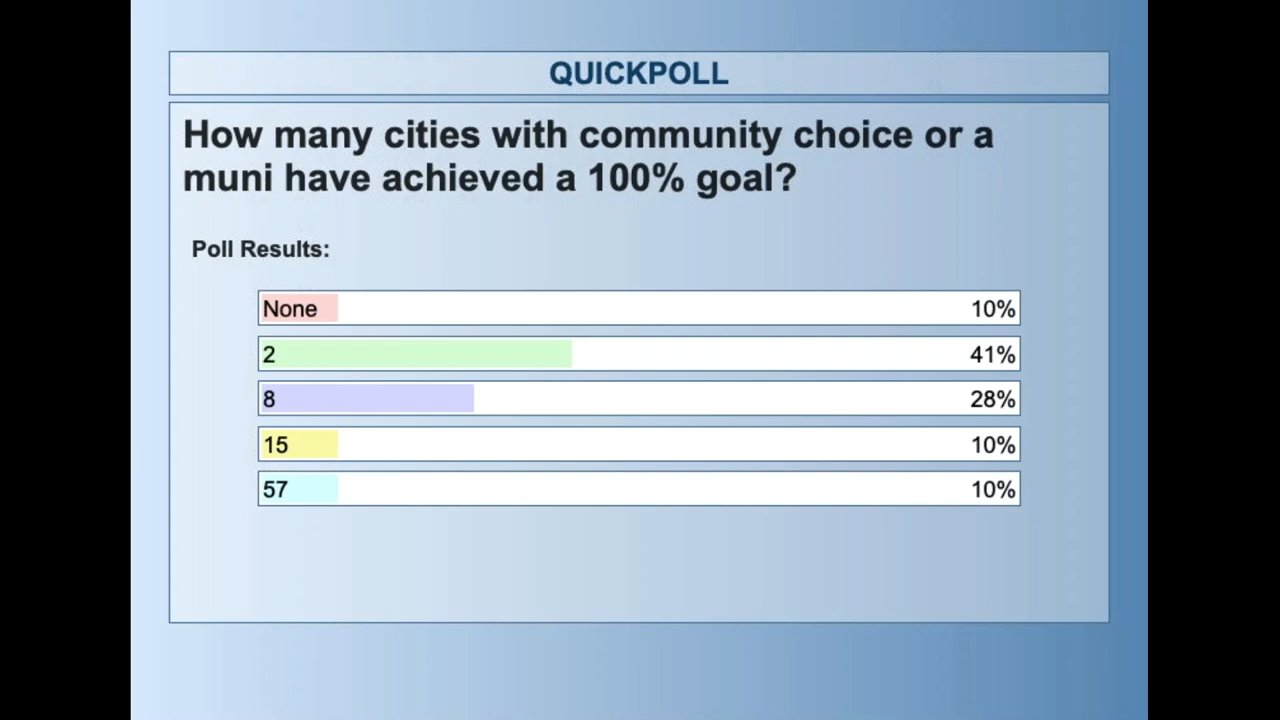 QUICKPOLL
How many cities with community choice or a
muni have achieved a 100% goal?
Poll Results:
None 10%
2 41%
8 28%
15 10%
57 10%